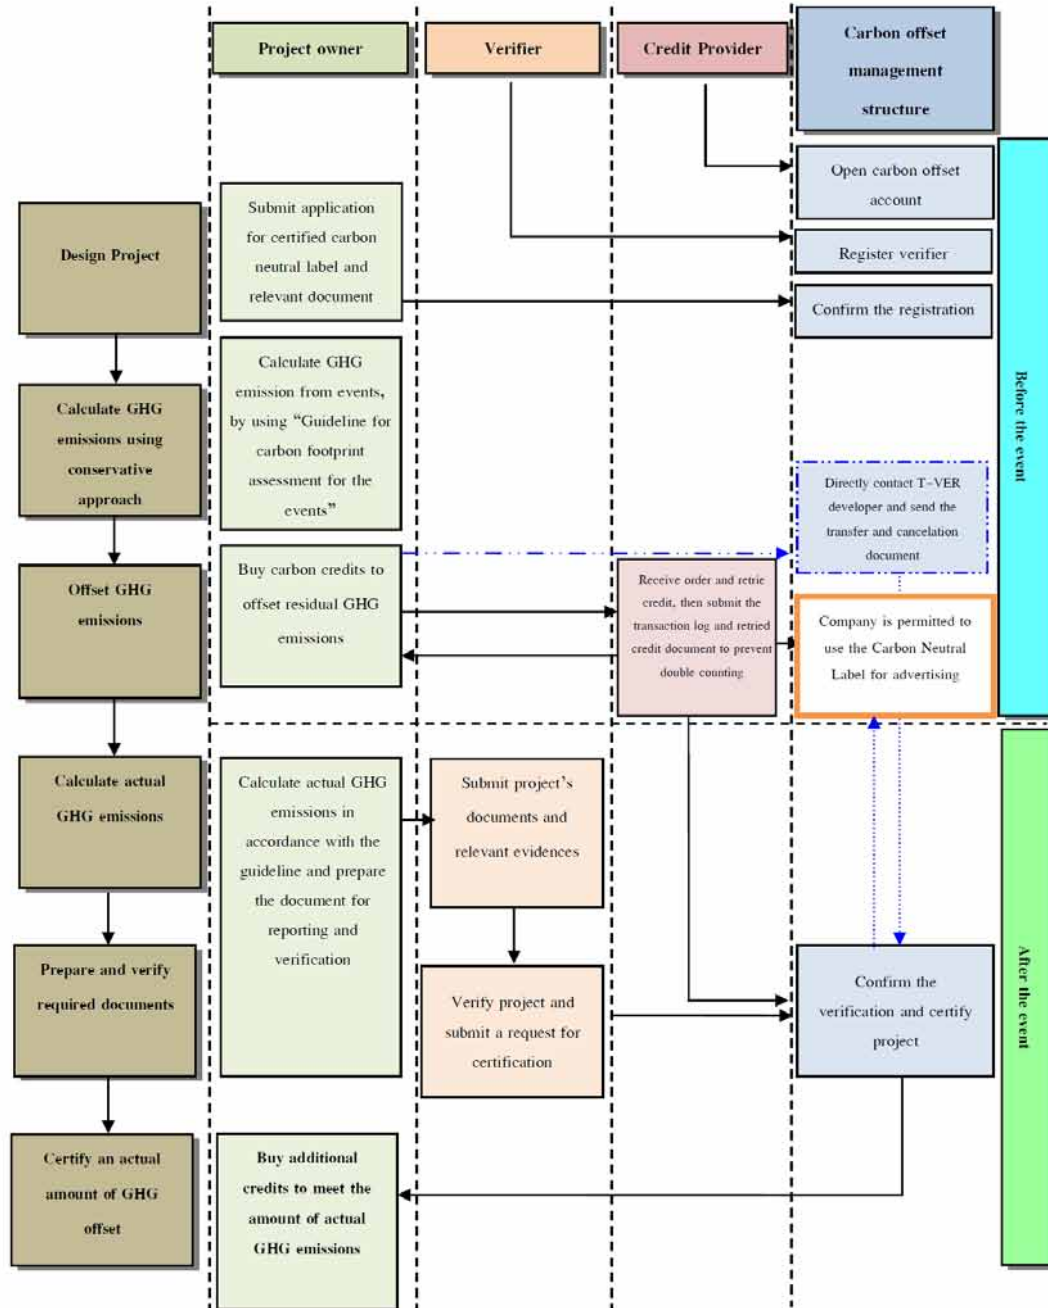 Project owner
Verifier
Credit Provider
Carbon offset
management
structure
Open carbon offset
account
Submit application
for certified carbon
neutral label and
relevant document
Design Project
Register verifier
Confirm the registration
Before the event
Calculate GHG
emissions using
conservative
approach
Calculate GHG
emission from events,
by using “Guideline for
carbon footprint
assessment for the
events”
Directly contact T-VER
developer and send the
transfer and cancelation
document
Offset GHG
emissions
Buy carbon credits to
offset residual GHG
emissions
Receive order and retrie
credit, then submit the
transaction log and retried
credit document to prevent
double counting
Company is permitted to
use the Carbon Neutral
Label for advertising
Calculate actual
GHG emissions
Calculate actual GHG
emissions in
accordance with the
guideline and prepare
the document for
reporting and
verification
Submit project’s
documents and
relevant evidences
After the event
Prepare and verify
required documents
Verify project and
submit a request for
certification
Confirm the
verification and certify
project
Certify an actual
amount of GHG
offset
Buy additional
credits to meet the
amount of actual
GHG emissions